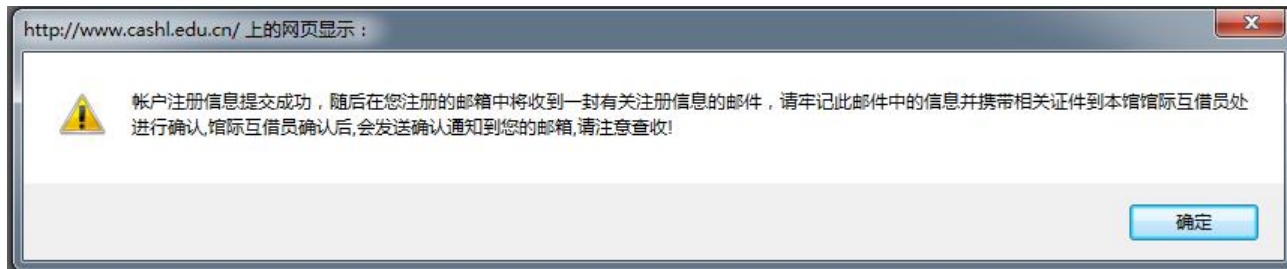 http://www.cashl.edu.cn/ 上的网页显示：
帐户注册信息提交成功，随后在您注册的邮箱中将收到一封有关注册信息的邮件，请牢记此邮件中的信息并携带相关证件到本馆馆际互借员处
进行确认,馆际互借员确认后,会发送确认通知到您的邮箱,请注意查收!
确定